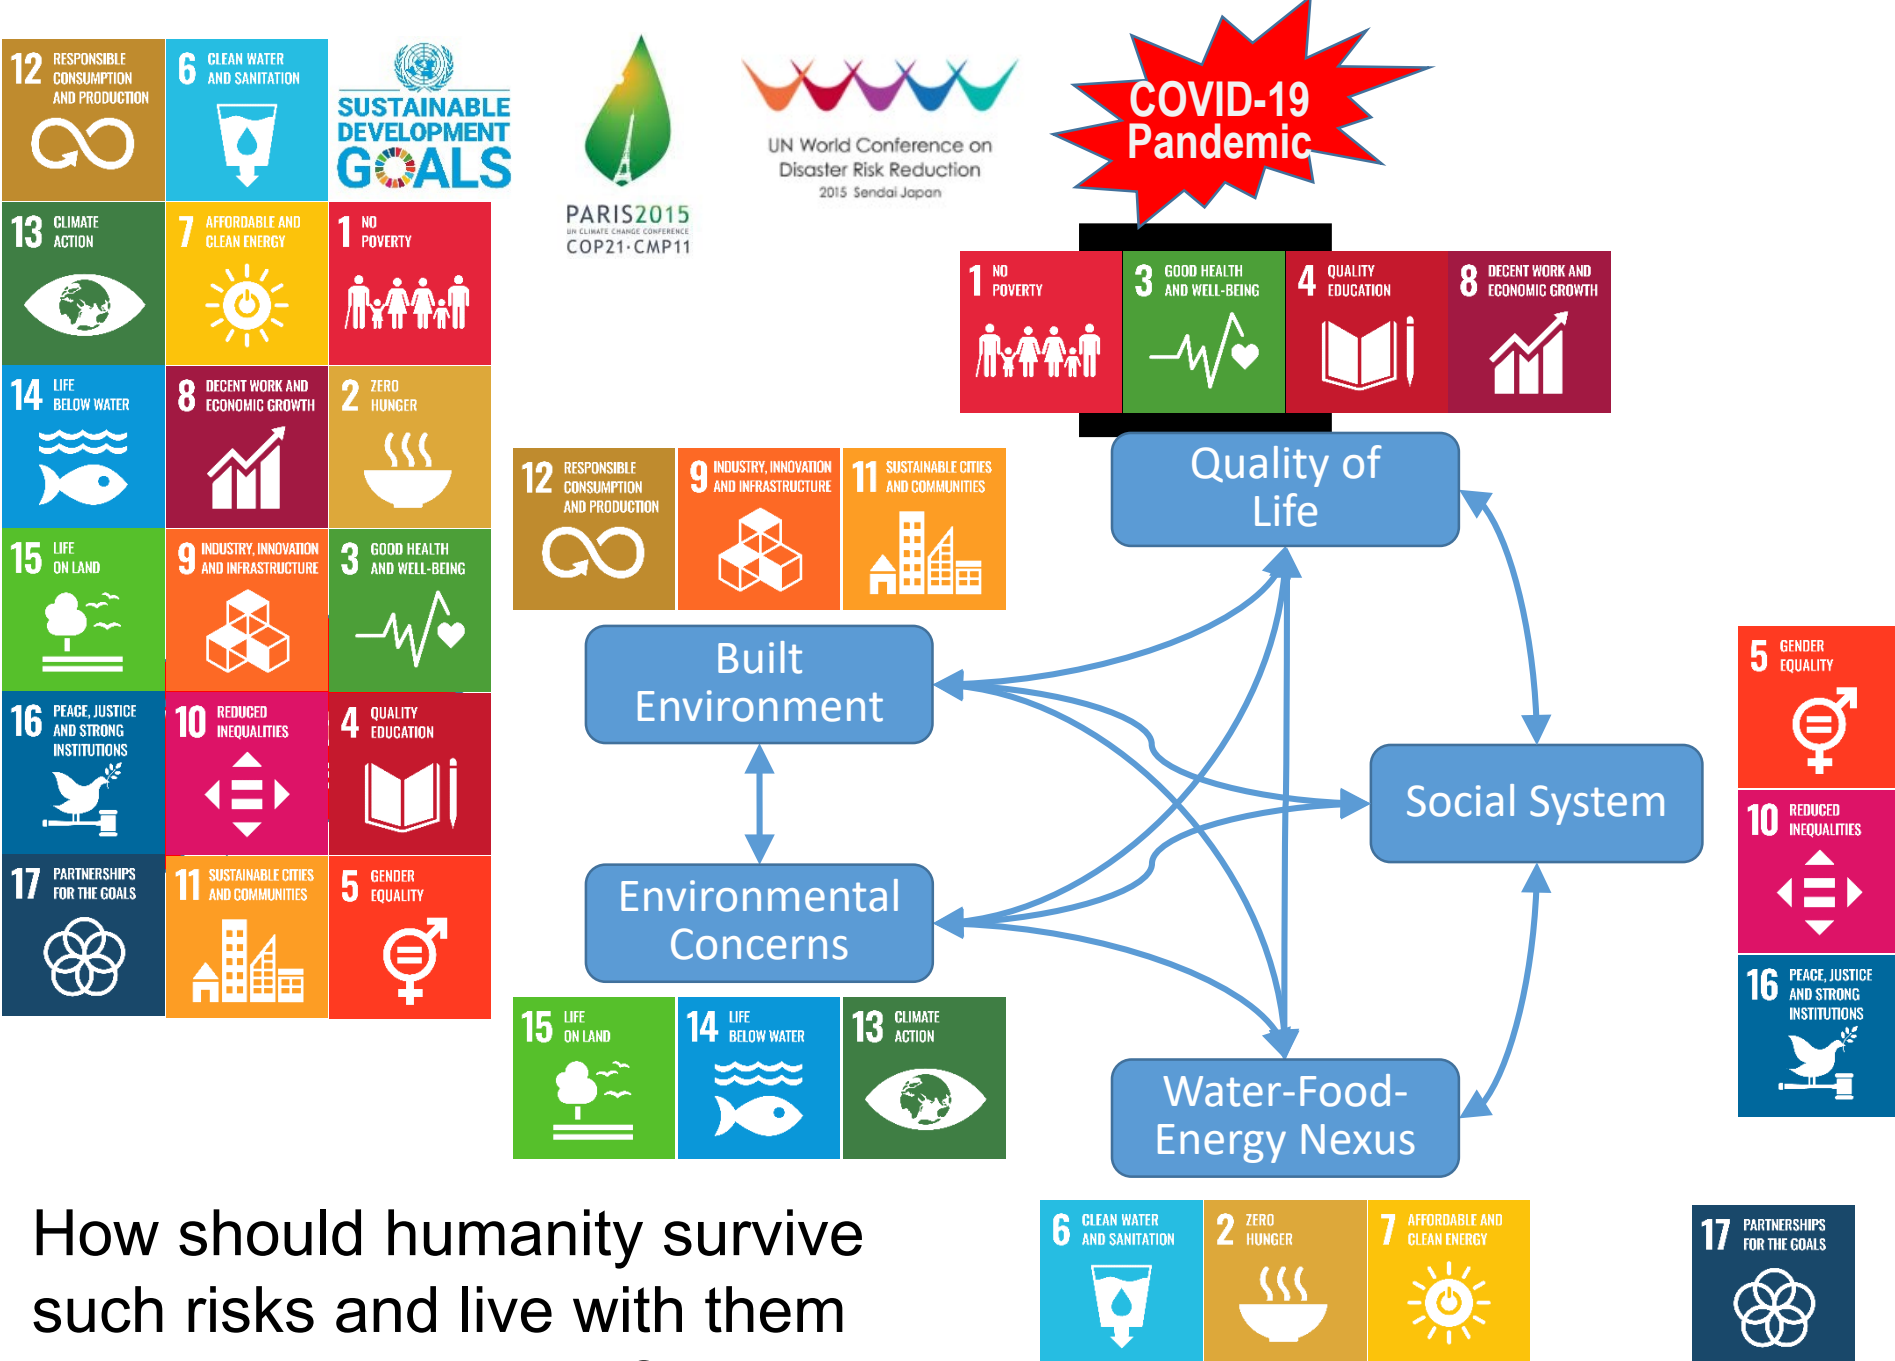 12 RESPONSIBLE
CONSUMPTION
AND PRODUCTION
6 CLEAN WATER
AND SANITATION
SUSTAINABLE
DEVELOPMENT
GOALS
PARIS2015
UN CLIMATE CHANGE CONFERENCE
COP21·CMP11
UN World Conference on
Disaster Risk Reduction
2015 Sendai Japan
COVID-19
Pandemic
13 CLIMATE
ACTION
7 AFFORDABLE AND
CLEAN ENERGY
1 NO
POVERTY
14 LIFE
BELOW WATER
8 DECENT WORK AND
ECONOMIC GROWTH
2 ZERO
HUNGER
15 LIFE
ON LAND
9 INDUSTRY, INNOVATION
AND INFRASTRUCTURE
3 GOOD HEALTH
AND WELL-BEING
16 PEACE, JUSTICE
AND STRONG
INSTITUTIONS
10 REDUCED
INEQUALITIES
4 QUALITY
EDUCATION
17 PARTNERSHIPS
FOR THE GOALS
11 SUSTAINABLE CITIES
AND COMMUNITIES
5 GENDER
EQUALITY
1 NO
POVERTY
3 GOOD HEALTH
AND WELL-BEING
4 QUALITY
EDUCATION
8 DECENT WORK AND
ECONOMIC GROWTH
Quality of
Life
12 RESPONSIBLE
CONSUMPTION
AND PRODUCTION
9 INDUSTRY, INNOVATION
AND INFRASTRUCTURE
11 SUSTAINABLE CITIES
AND COMMUNITIES
Built
Environment
Social System
5 GENDER
EQUALITY
10 REDUCED
INEQUALITIES
16 PEACE, JUSTICE
AND STRONG
INSTITUTIONS
Environmental
Concerns
15 LIFE
ON LAND
14 LIFE
BELOW WATER
13 CLIMATE
ACTION
Water-Food-
Energy Nexus
6 CLEAN WATER
AND SANITATION
2 ZERO
HUNGER
7 AFFORDABLE AND
CLEAN ENERGY
17 PARTNERSHIPS
FOR THE GOALS
How should humanity survive
such risks and live with them